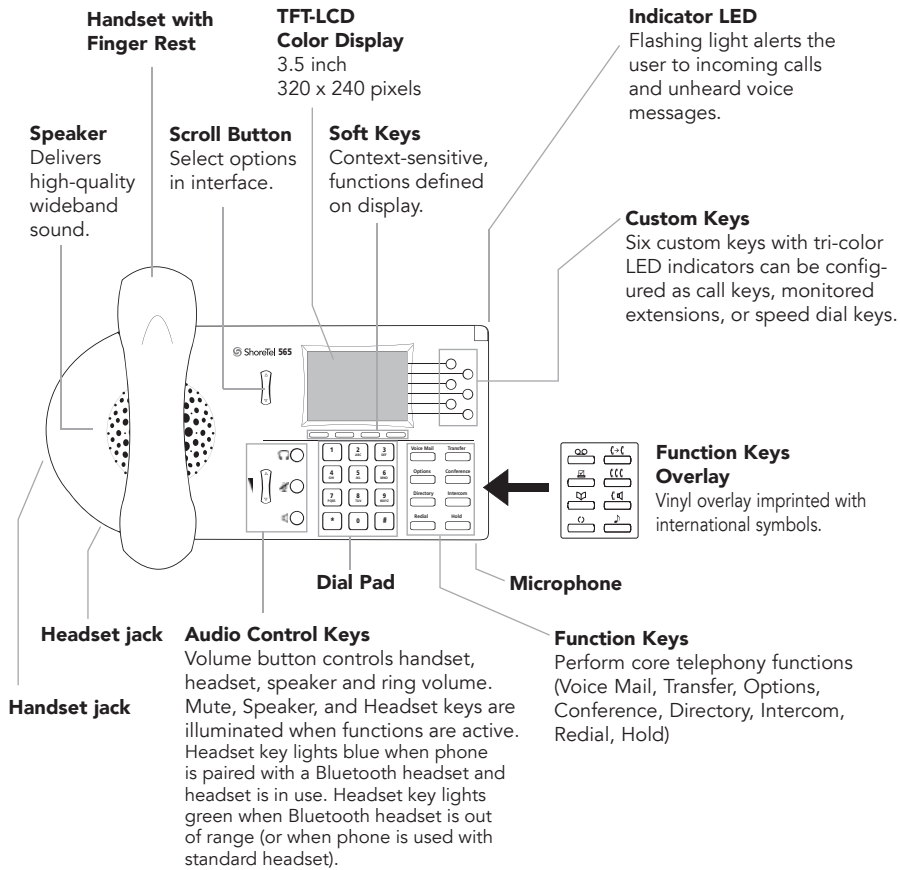 Handset with
Finger Rest
TFT-LCD
Color Display
3.5 inch
320 x 240 pixels
Indicator LED
Flashing light alerts the
user to incoming calls
and unheard voice
messages.
Speaker
Delivers
high-quality
wideband
sound.
Scroll Button
Select options
in interface.
Soft Keys
Context-sensitive,
functions defined
on display.
Custom Keys
Six custom keys with tri-color
LED indicators can be config-
ured as call keys, monitored
extensions, or speed dial keys.
ShoreTel 565
1 2 3
ABC DEF
4 5 6
GHI JKL MNO
7 8 9
PQRS TUV WXYZ
* 0 #
Voice Mail Transfer
Options Conference
Directory Intercom
Redial Hold
Function Keys
Overlay
Vinyl overlay imprinted with
international symbols.
Dial Pad
Microphone
Headset jack
Handset jack
Audio Control Keys
Volume button controls handset,
headset, speaker and ring volume.
Mute, Speaker, and Headset keys are
illuminated when functions are active.
Headset key lights blue when phone
is paired with a Bluetooth headset and
headset is in use. Headset key lights
green when Bluetooth headset is out
of range (or when phone is used with
standard headset).
Function Keys
Perform core telephony functions
(Voice Mail, Transfer, Options,
Conference, Directory, Intercom,
Redial, Hold)